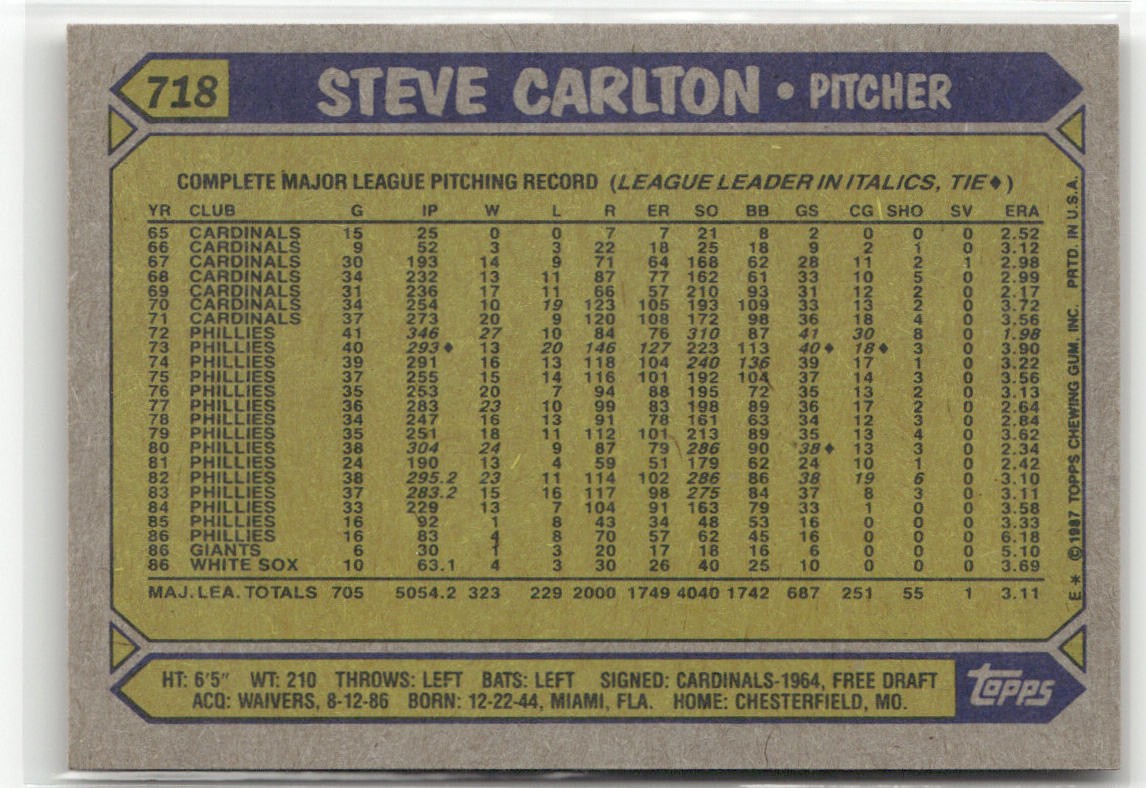 718 STEVE CARLTON • PITCHER
COMPLETE MAJOR LEAGUE PITCHING RECORD (LEAGUE LEADER IN ITALICS, TIE♦)
YR CLUB G IP W L R ER SO BB GS CG SHO SV ERA
65 CARDINALS 15 25 0 0 7 7 21 8 2 0 0 0 2.52
66 CARDINALS 9 52 3 3 22 18 25 18 9 2 1 0 3.12
67 CARDINALS 30 193 14 9 71 64 168 62 28 11 2 1 2.98
68 CARDINALS 34 232 13 11 87 77 162 61 33 10 5 0 2.99
69 CARDINALS 31 236 17 11 66 57 210 93 31 12 2 0 2.17
70 CARDINALS 34 254 10 19 123 105 193 109 33 13 2 0 3.72
71 CARDINALS 37 273 20 9 120 108 172 98 36 18 4 0 3.56
72 PHILLIES 41 346 27 10 84 76 310 87 41 30 8 0 1.98
73 PHILLIES 40 293♦ 13 20 146 127 223 113 40♦ 18♦ 3 0 3.90
74 PHILLIES 39 291 16 13 118 104 240 136 39 17 1 0 3.22
75 PHILLIES 37 255 15 14 116 101 192 104 37 14 3 0 3.56
76 PHILLIES 35 253 20 7 94 88 195 72 35 13 2 0 3.13
77 PHILLIES 36 283 23 10 99 83 198 89 36 17 2 0 2.64
78 PHILLIES 34 247 16 13 91 78 161 63 34 12 3 0 2.84
79 PHILLIES 35 251 18 11 112 101 213 89 35 13 4 0 3.62
80 PHILLIES 38 304 24 9 87 79 286 90 38♦ 13 3 0 2.34
81 PHILLIES 24 190 13 4 59 51 179 62 24 10 1 0 2.42
82 PHILLIES 38 295.2 23 11 114 102 286 86 38 19 6 0 3.10
83 PHILLIES 37 283.2 15 16 117 98 275 84 37 8 3 0 3.11
84 PHILLIES 33 229 13 7 104 91 163 79 33 1 0 0 3.58
85 PHILLIES 16 92 1 8 43 34 48 53 16 0 0 0 3.33
86 PHILLIES 16 83 4 8 70 57 62 45 16 0 0 0 6.18
86 GIANTS 6 30 1 3 20 17 18 16 6 0 0 0 5.10
86 WHITE SOX 10 63.1 4 3 30 26 40 25 10 0 0 0 3.69
MAJ. LEA. TOTALS 705 5054.2 323 229 2000 1749 4040 1742 687 251 55 1 3.11
E* ©1987 TOPPS CHEWING GUM, INC. PRTD. IN U.S.A.
HT: 6'5" WT: 210 THROWS: LEFT BATS: LEFT SIGNED: CARDINALS-1964, FREE DRAFT
ACQ: WAIVERS, 8-12-86 BORN: 12-22-44, MIAMI, FLA. HOME: CHESTERFIELD, MO.
topps